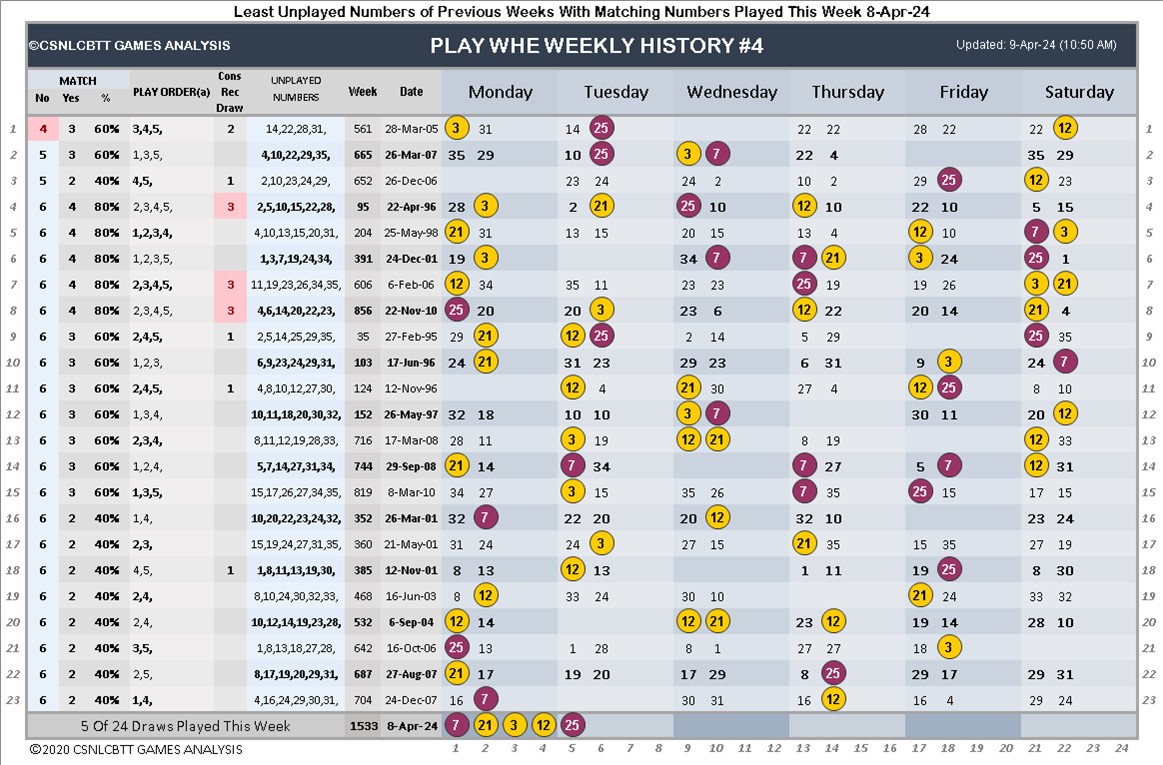 Least Unplayed Numbers of Previous Weeks With Matching Numbers Played This Week 8-Apr-24
©CSNLCBTT GAMES ANALYSIS PLAY WHE WEEKLY HISTORY #4 Updated: 9-Apr-24 (10:50 AM)
MATCH
No Yes % PLAY ORDER(a) Cons Rec Draw UNPLAYED NUMBERS Week Date Monday Tuesday Wednesday Thursday Friday Saturday
1 4 3 60% 3,4,5, 2 14,22,28,31, 561 28-Mar-05 3 31 14 25 22 22 28 22 22 12 1
2 5 3 60% 1,3,5, 4,10,22,29,35, 665 26-Mar-07 35 29 10 25 3 7 22 4 35 29 2
3 5 2 40% 4,5, 1 2,10,23,24,29, 652 26-Dec-06 23 24 24 2 10 2 29 25 12 23 3
4 6 4 80% 2,3,4,5, 3 2,5,10,15,22,28, 95 22-Apr-96 28 3 2 21 25 10 12 10 22 10 5 15 4
5 6 4 80% 1,2,3,4, 4,10,13,15,20,31, 204 25-May-98 21 31 13 15 20 15 13 4 12 10 7 3 5
6 6 4 80% 1,2,3,5, 1,3,7,19,24,34, 391 24-Dec-01 19 3 34 7 7 21 3 24 25 1 6
7 6 4 80% 2,3,4,5, 3 11,19,23,26,34,35, 606 6-Feb-06 12 34 35 11 23 23 25 19 19 26 3 21 7
8 6 4 80% 2,3,4,5, 3 4,6,14,20,22,23, 856 22-Nov-10 25 20 20 3 23 6 12 22 20 14 21 4 8
9 6 3 60% 2,4,5, 1 2,5,14,25,29,35, 35 27-Feb-95 29 21 12 25 2 14 5 29 25 35 9
10 6 3 60% 1,2,3, 6,9,23,24,29,31, 103 17-Jun-96 24 21 31 23 29 23 6 31 9 3 24 7 10
11 6 3 60% 2,4,5, 1 4,8,10,12,27,30, 124 12-Nov-96 12 4 21 30 27 4 12 25 8 10 11
12 6 3 60% 1,3,4, 10,11,18,20,30,32, 152 26-May-97 32 18 10 10 3 7 30 11 20 12 12
13 6 3 60% 2,3,4, 8,11,12,19,28,33, 716 17-Mar-08 28 11 3 19 12 21 8 19 12 33 13
14 6 3 60% 1,2,4, 5,7,14,27,31,34, 744 29-Sep-08 21 14 7 34 7 27 5 7 12 31 14
15 6 3 60% 1,3,5, 15,17,26,27,34,35, 819 8-Mar-10 34 27 3 15 35 26 7 35 25 15 17 15 15
16 6 2 40% 1,4, 10,20,22,23,24,32, 352 26-Mar-01 32 7 22 20 20 12 32 10 23 24 16
17 6 2 40% 2,3, 15,19,24,27,31,35, 360 21-May-01 31 24 24 3 27 15 21 35 15 35 27 19 17
18 6 2 40% 4,5, 1 1,8,11,13,19,30, 385 12-Nov-01 8 13 12 13 1 11 19 25 8 30 18
19 6 2 40% 2,4, 8,10,24,30,32,33, 468 16-Jun-03 8 12 33 24 30 10 21 24 33 32 19
20 6 2 40% 2,4, 10,12,14,19,23,28, 532 6-Sep-04 12 14 12 21 23 12 19 14 28 10 20
21 6 2 40% 3,5, 1,8,13,18,27,28, 642 16-Oct-06 25 13 1 28 8 1 27 27 18 3 21
22 6 2 40% 2,5, 8,17,19,20,29,31, 687 27-Aug-07 21 17 19 20 17 29 8 25 29 17 29 31 22
23 6 2 40% 1,4, 4,16,24,29,30,31, 704 24-Dec-07 16 7 30 31 16 12 16 4 29 24 23
5 Of 24 Draws Played This Week 1533 8-Apr-24 7 21 3 12 25
©2020 CSNLCBTT GAMES ANALYSIS 1 2 3 4 5 6 7 8 9 10 11 12 13 14 15 16 17 18 19 20 21 22 23 24